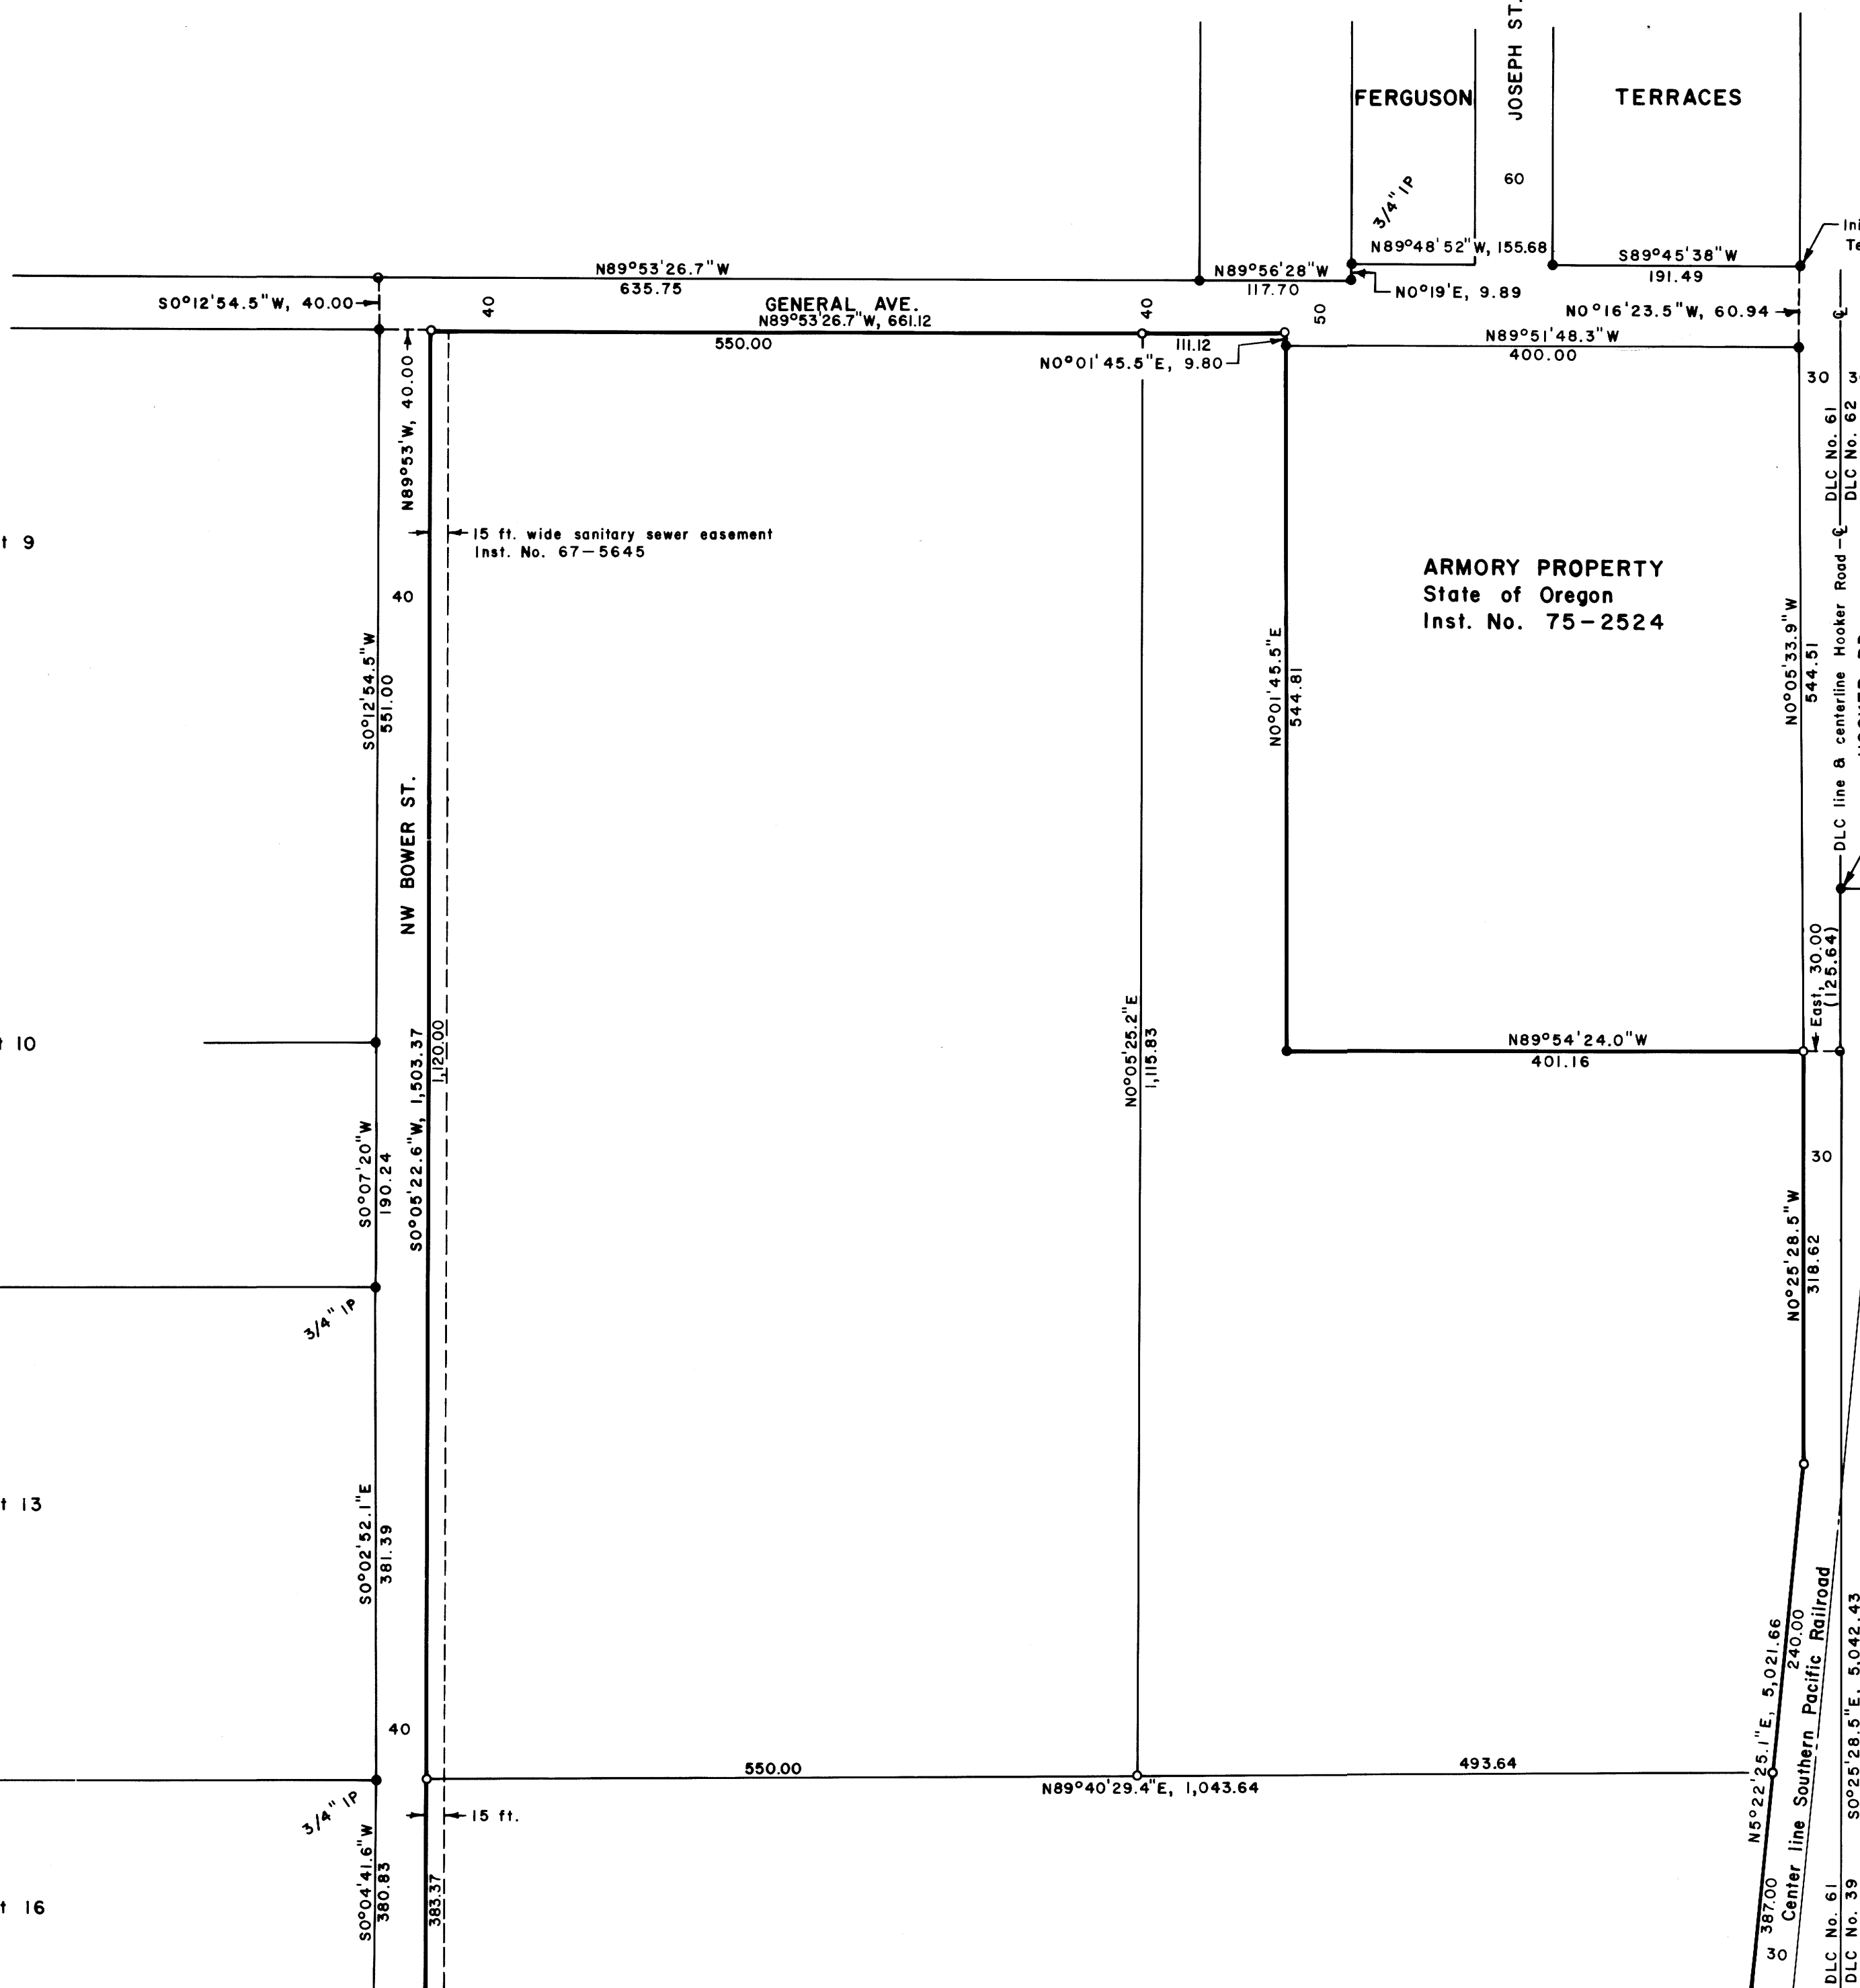 JOSEPH ST.
FERGUSON
TERRACES
60
3/4" IP
N89°48'52"W, 155.68
S89°45'38"W
191.49
N89°53'26.7"W
635.75
N89°56'28"W
117.70
N0°19'E, 9.89
S0°12'54.5"W, 40.00
40
GENERAL AVE.
N89°53'26.7"W, 661.12
550.00
40
111.12
50
N0°01'45.5"E, 9.80
N0°16'23.5"W, 60.94
N89°51'48.3"W
400.00
℄
30
DLC No. 61
DLC No. 62
N89°53'W, 40.00
15 ft. wide sanitary sewer easement
Inst. No. 67-5645
t 9
40
ARMORY PROPERTY
State of Oregon
Inst. No. 75-2524
S0°12'54.5"W
551.00
N0°01'45.5"E
544.81
N0°05'33.9"W
544.51
DLC line & centerline Hooker Road ℄
NW BOWER ST.
East, 30.00
(125.64)
t 10
S0°05'22.6"W, 1,503.37
1,120.00
N0°05'25.2"E
1,115.83
N89°54'24.0"W
401.16
S0°07'20"W
190.24
30
N0°25'28.5"W
318.62
3/4" IP
t 13
S0°02'52.1"E
381.39
40
550.00
N89°40'29.4"E, 1,043.64
493.64
N5°22'25.1"E, 5,021.66
240.00
Center line Southern Pacific Railroad
S0°25'28.5"E, 5,042.43
3/4" IP
15 ft.
S0°04'41.6"W
380.83
383.37
t 16
387.00
30
DLC No. 61
DLC No. 39